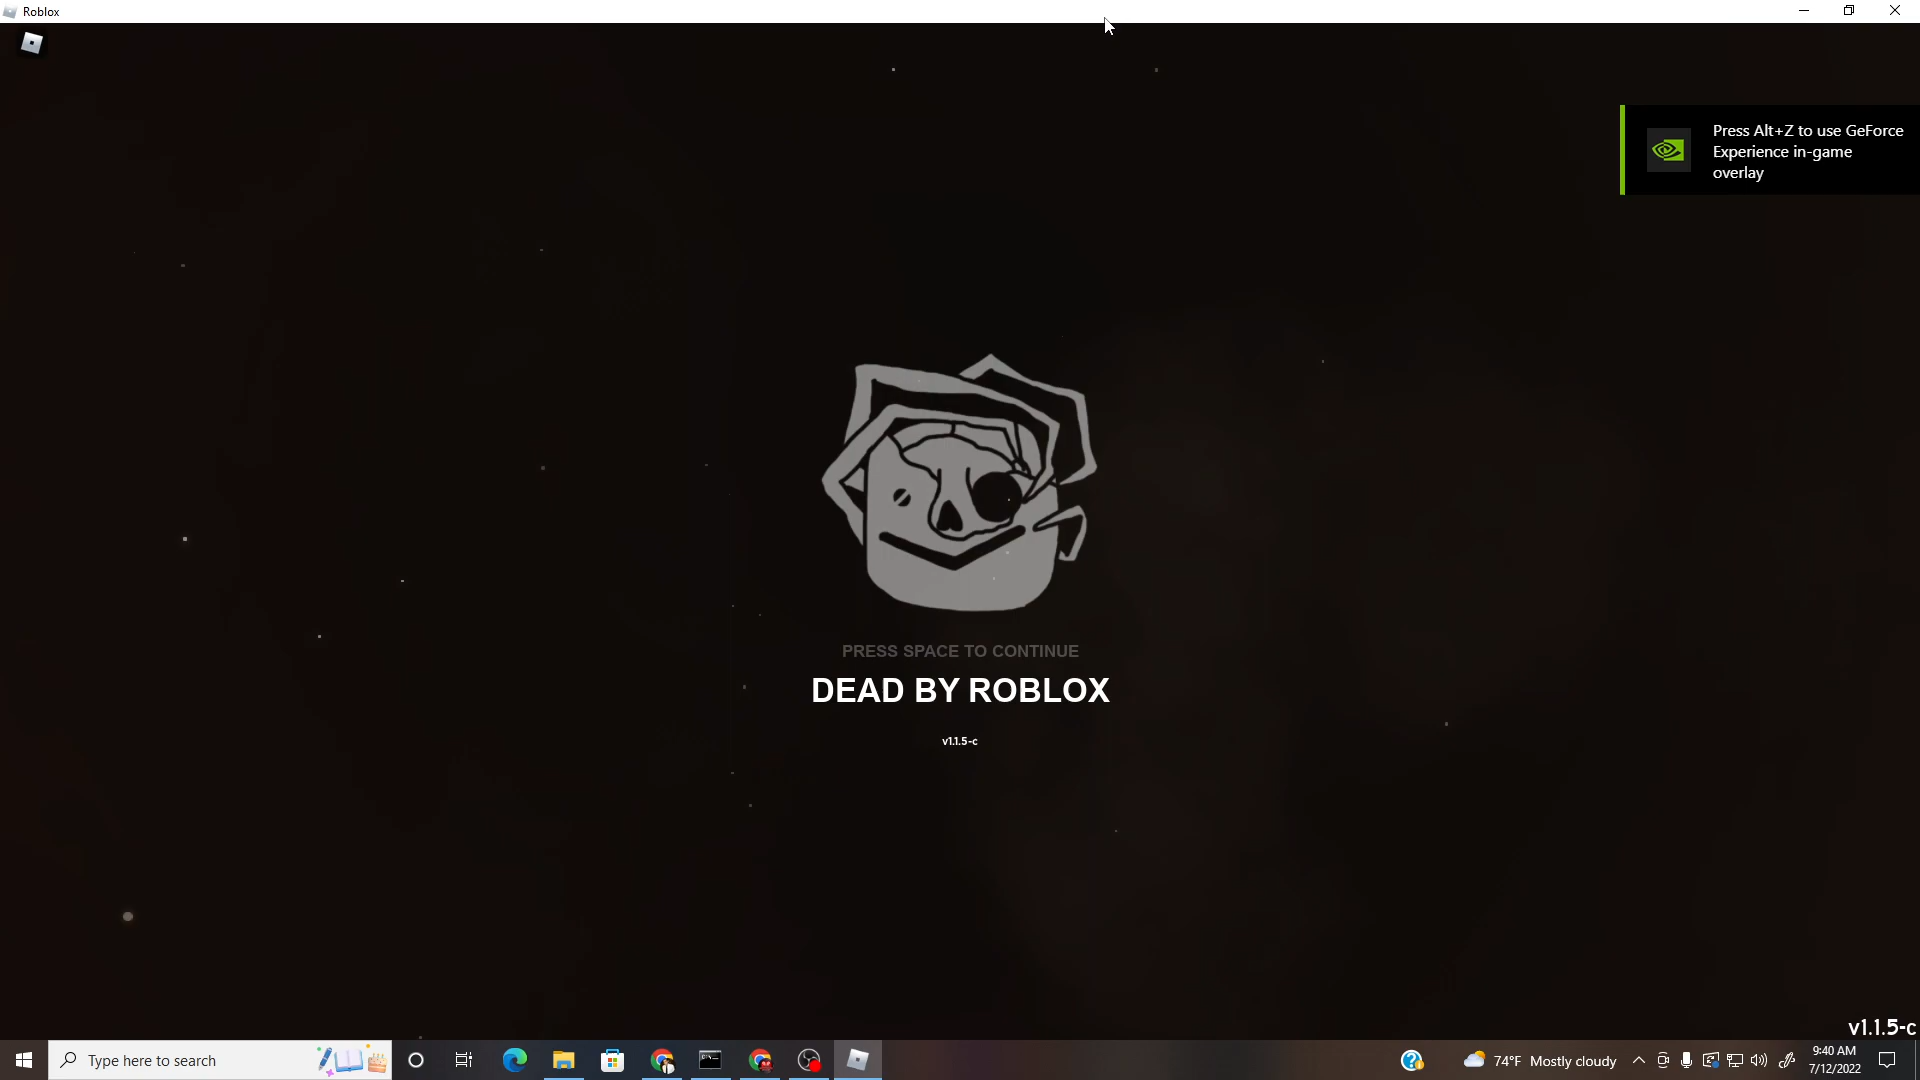 Roblox
Press Alt+Z to use GeForce
Experience in-game
overlay
PRESS SPACE TO CONTINUE
DEAD BY ROBLOX
v1.1.5-c
v1.1.5-c
Type here to search
74°F Mostly cloudy
9:40 AM
7/12/2022